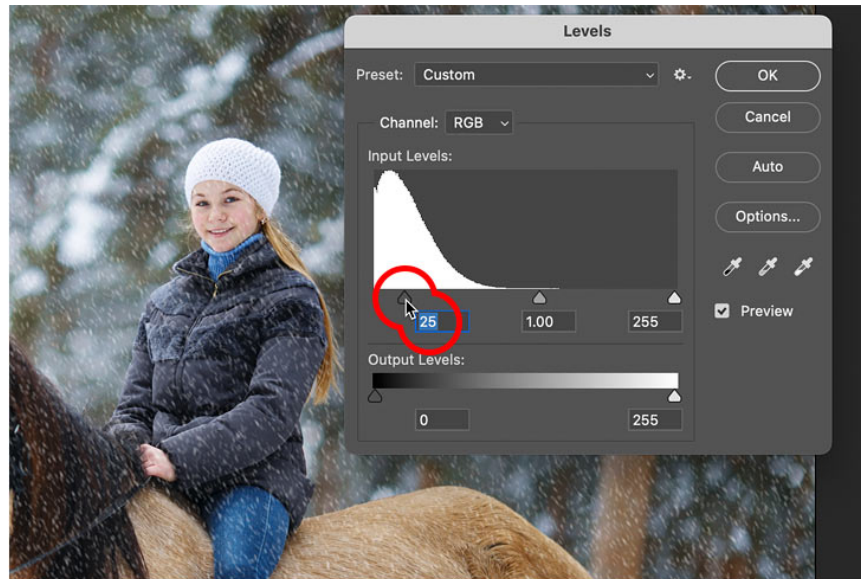 Levels
Preset: Custom
OK
Channel: RGB
Cancel
Input Levels:
Auto
Options...
25 1.00 255
Preview
Output Levels:
0 255